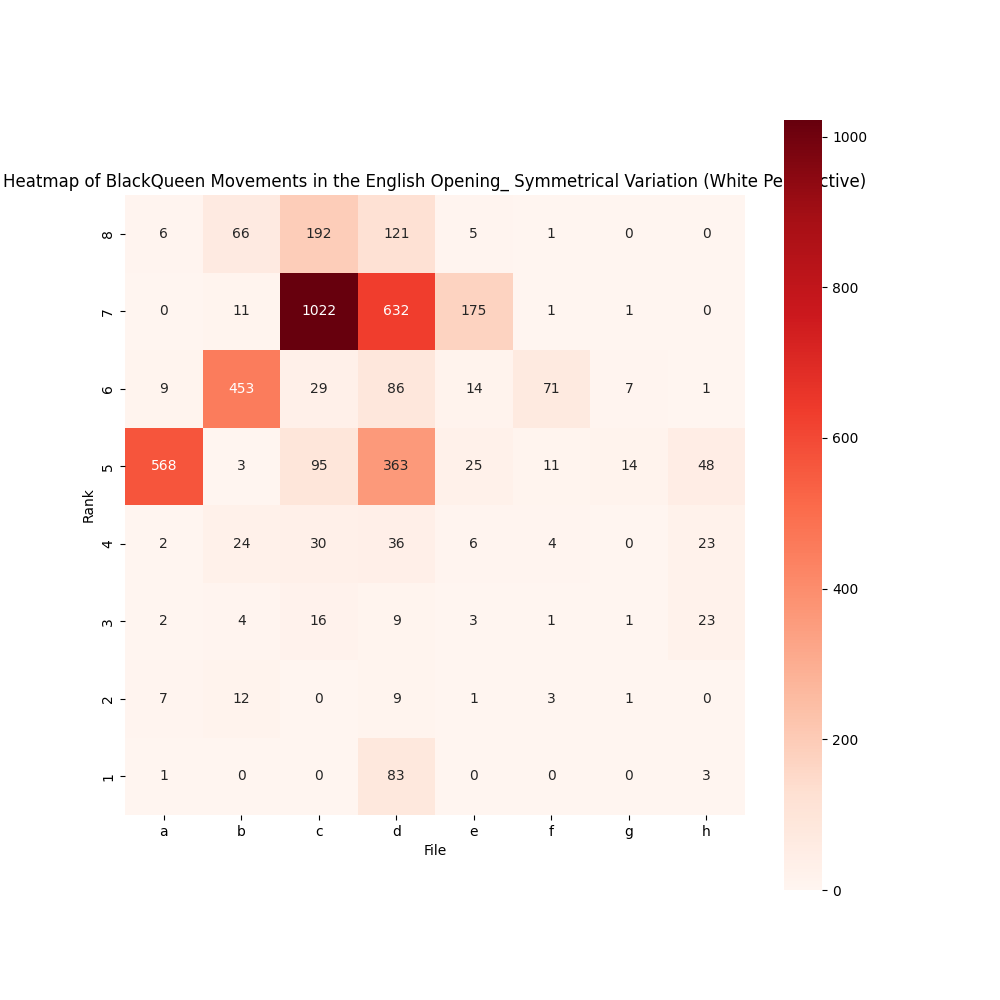 Heatmap of BlackQueen Movements in the English Opening_ Symmetrical Variation (White Pe ctive)
8 6 66 192 121 5 1 0 0
7 0 11 1022 632 175 1 1 0
6 9 453 29 86 14 71 7 1
5 568 3 95 363 25 11 14 48
4 2 24 30 36 6 4 0 23
3 2 4 16 9 3 1 1 23
2 7 12 0 9 1 3 1 0
1 1 0 0 83 0 0 0 3
Rank
a b c d e f g h
File
1000
800
600
400
200
0